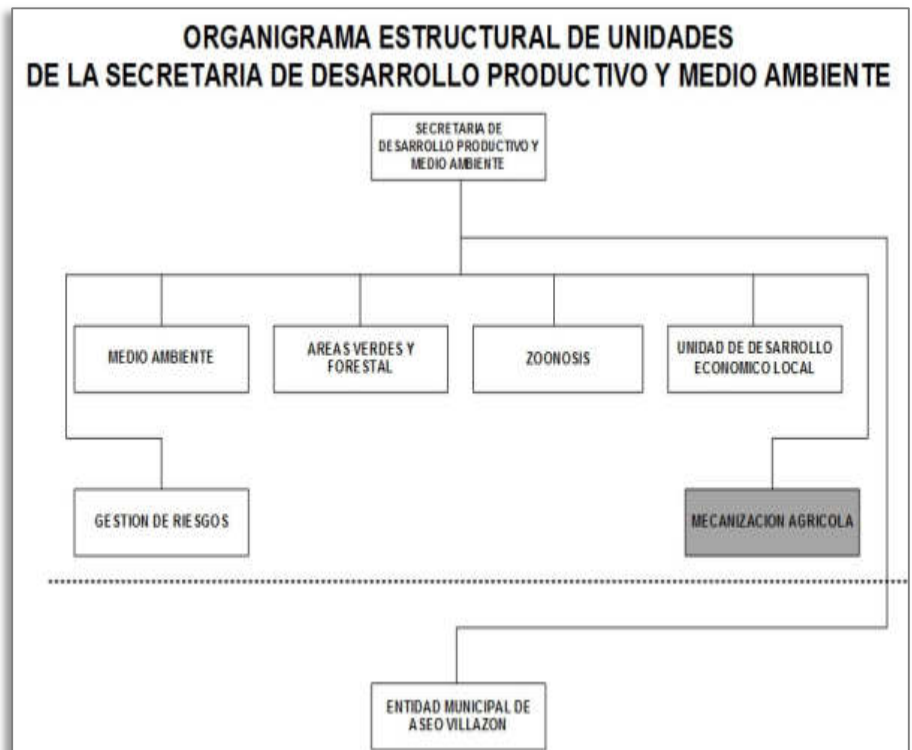 ORGANIGRAMA ESTRUCTURAL DE UNIDADES
DE LA SECRETARIA DE DESARROLLO PRODUCTIVO Y MEDIO AMBIENTE
SECRETARIA DE
DESARROLLO PRODUCTIVO Y
MEDIO AMBIENTE
MEDIO AMBIENTE
AREAS VERDES Y
FORESTAL
ZOONOSIS
UNIDAD DE DESARROLLO
ECONOMICO LOCAL
GESTION DE RIESGOS
MECANIZACION AGRICOLA
ENTIDAD MUNICIPAL DE
ASEO VILLAZON